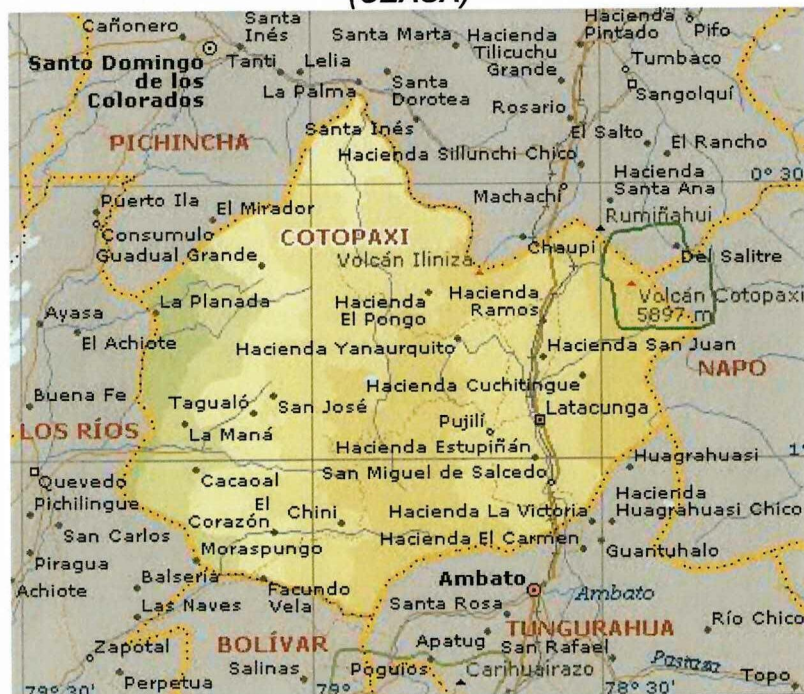 (CEASA)
Cañonero
Santa Inés
Santa Marta
Hacienda Pintado
Pifo
Hacienda Tilicuchu Grande
Santo Domingo de los Colorados
Tanti
Lelia
La Palma
Santa Dorotea
Tumbaco
Sangolquí
Rosario
Santa Inés
El Salto
El Rancho
PICHINCHA
Hacienda Sillunchi Chico
Hacienda Santa Ana
0° 30
Machachi
Puerto Ila
El Mirador
Rumiñahui
Consumulo
COTOPAXI
Chaupi
Del Salitre
Guadual Grande
Volcán Iliniza
La Planada
Hacienda El Pongo
Hacienda Ramos
Volcán Cotopaxi
5897 m
Ayasa
El Achiote
Hacienda Yanaurquito
Hacienda San Juan
NAPO
Buena Fe
Hacienda Cuchitingue
Tagualó
San José
Pujilí
Latacunga
LOS RÍOS
La Maná
Hacienda Estupiñán
1°
Quevedo
Cacaoal
San Miguel de Salcedo
Huagrahuasi
Pichilingue
El Corazón
Chini
Hacienda La Victoria
Hacienda Huagrahuasi Chico
San Carlos
Hacienda El Carmen
Moraspungo
Guantuhalo
Piragua
Achiote
Balseria
Facundo Vela
Ambato
Ambato
Las Naves
Santa Rosa
Río Chico
BOLÍVAR
TUNGURAHUA
Zapotal
Apatug
San Rafael
Perpetua
Salinas
Poguios
Carihuairazo
Pastaza
Topo
79° 30'
79°
78° 30'